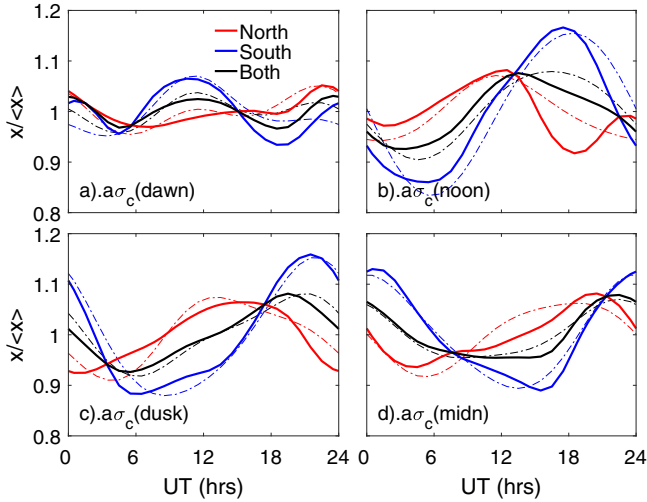 1.2
1.1
1
0.9
0.8
x/<x>
North
South
Both
a).aσc(dawn)
b).aσc(noon)
1.2
1.1
1
0.9
0.8
x/<x>
c).aσc(dusk)
d).aσc(midn)
0 6 12 18 24
0 6 12 18 24
UT (hrs)
UT (hrs)